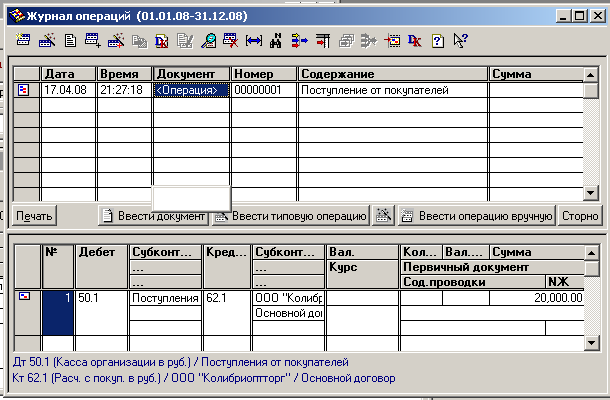 Журнал операций (01.01.08-31.12.08)
Дата Время Документ Номер Содержание Сумма
17.04.08 21:27:18 <Операция> 00000001 Поступление от покупателей
Печать Ввести документ Ввести типовую операцию Ввести операцию вручную Сторно
№ Дебет Субконт... Кред... Субконт... Вал. Кол... Вал.... Сумма
... ... Курс Первичный документ
... ... Сод.проводки NЖ
1 50.1 Поступления 62.1 ООО "Колибр 20,000.00
Основной дог
Дт 50.1 (Касса организации в руб.) / Поступления от покупателей
Кт 62.1 (Расч. с покуп. в руб.) / ООО "Колибриоптторг" / Основной договор